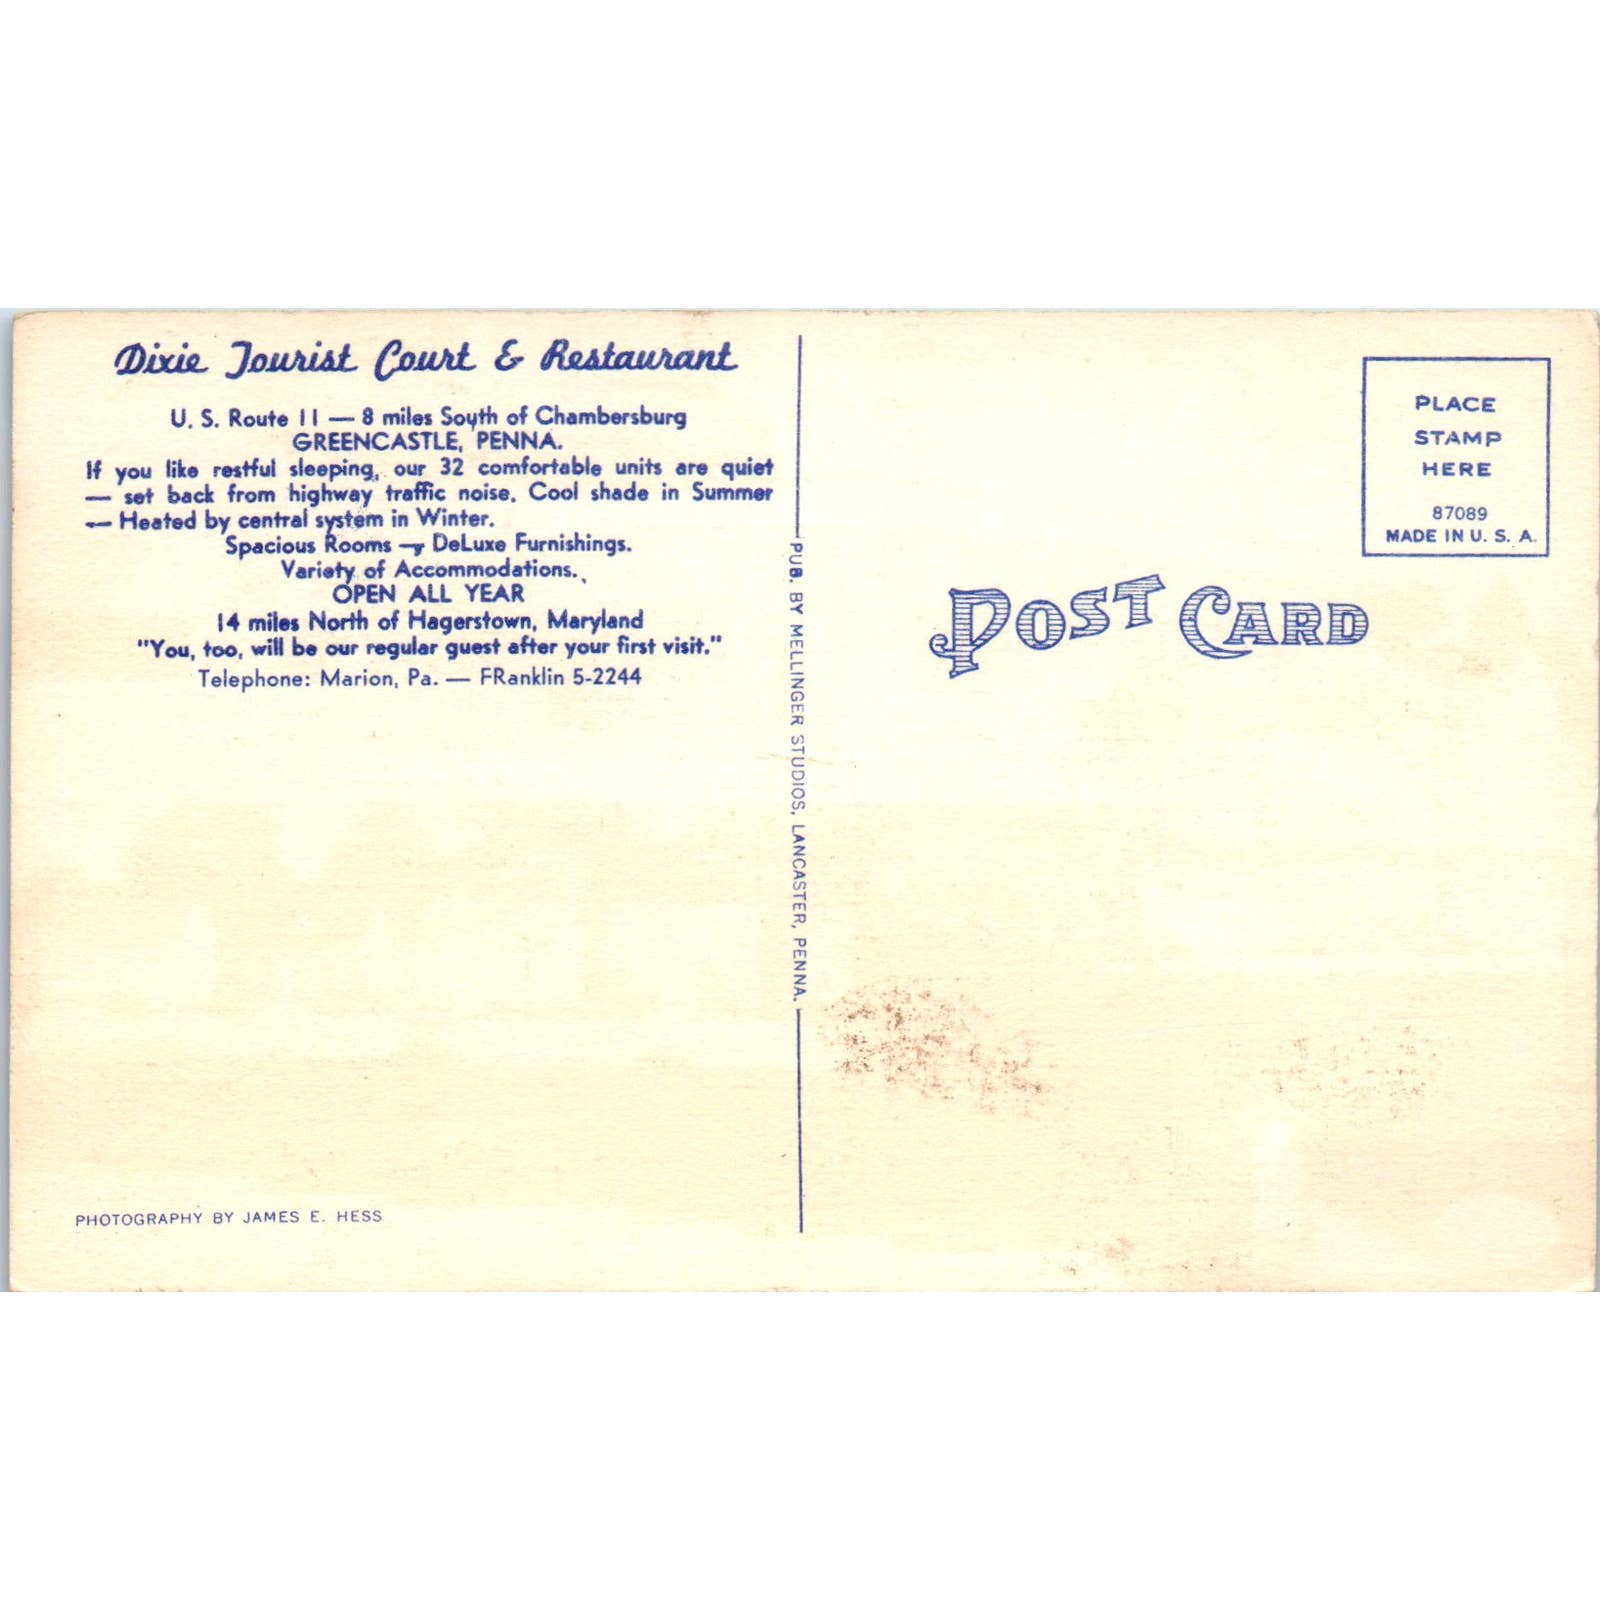 Dixie Tourist Court & Restaurant
U. S. Route 11 — 8 miles South of Chambersburg
GREENCASTLE, PENNA.
If you like restful sleeping, our 32 comfortable units are quiet
— set back from highway traffic noise. Cool shade in Summer
— Heated by central system in Winter.
Spacious Rooms — DeLuxe Furnishings.
Variety of Accommodations.
OPEN ALL YEAR
14 miles North of Hagerstown, Maryland
"You, too, will be our regular guest after your first visit."
Telephone: Marion, Pa. — FRanklin 5-2244
PHOTOGRAPHY BY JAMES E. HESS
PUB. BY MELLINGER STUDIOS, LANCASTER, PENNA.
PLACE
STAMP
HERE
87089
MADE IN U. S. A.
POST CARD